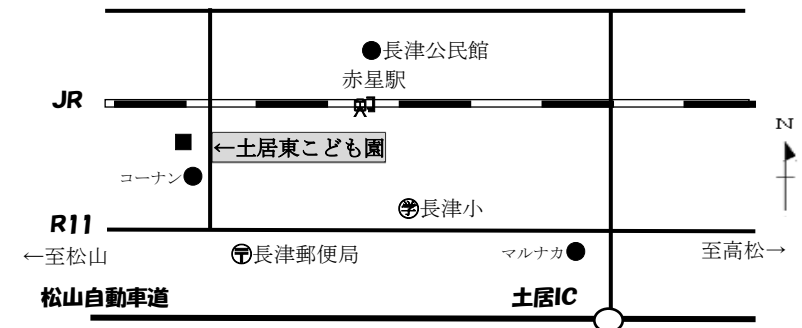 長津公民館
赤星駅
JR
N
←土居東こども園
コーナン
学長津小
R11
←至松山
〒長津郵便局
マルナカ
至高松→
松山自動車道
土居IC